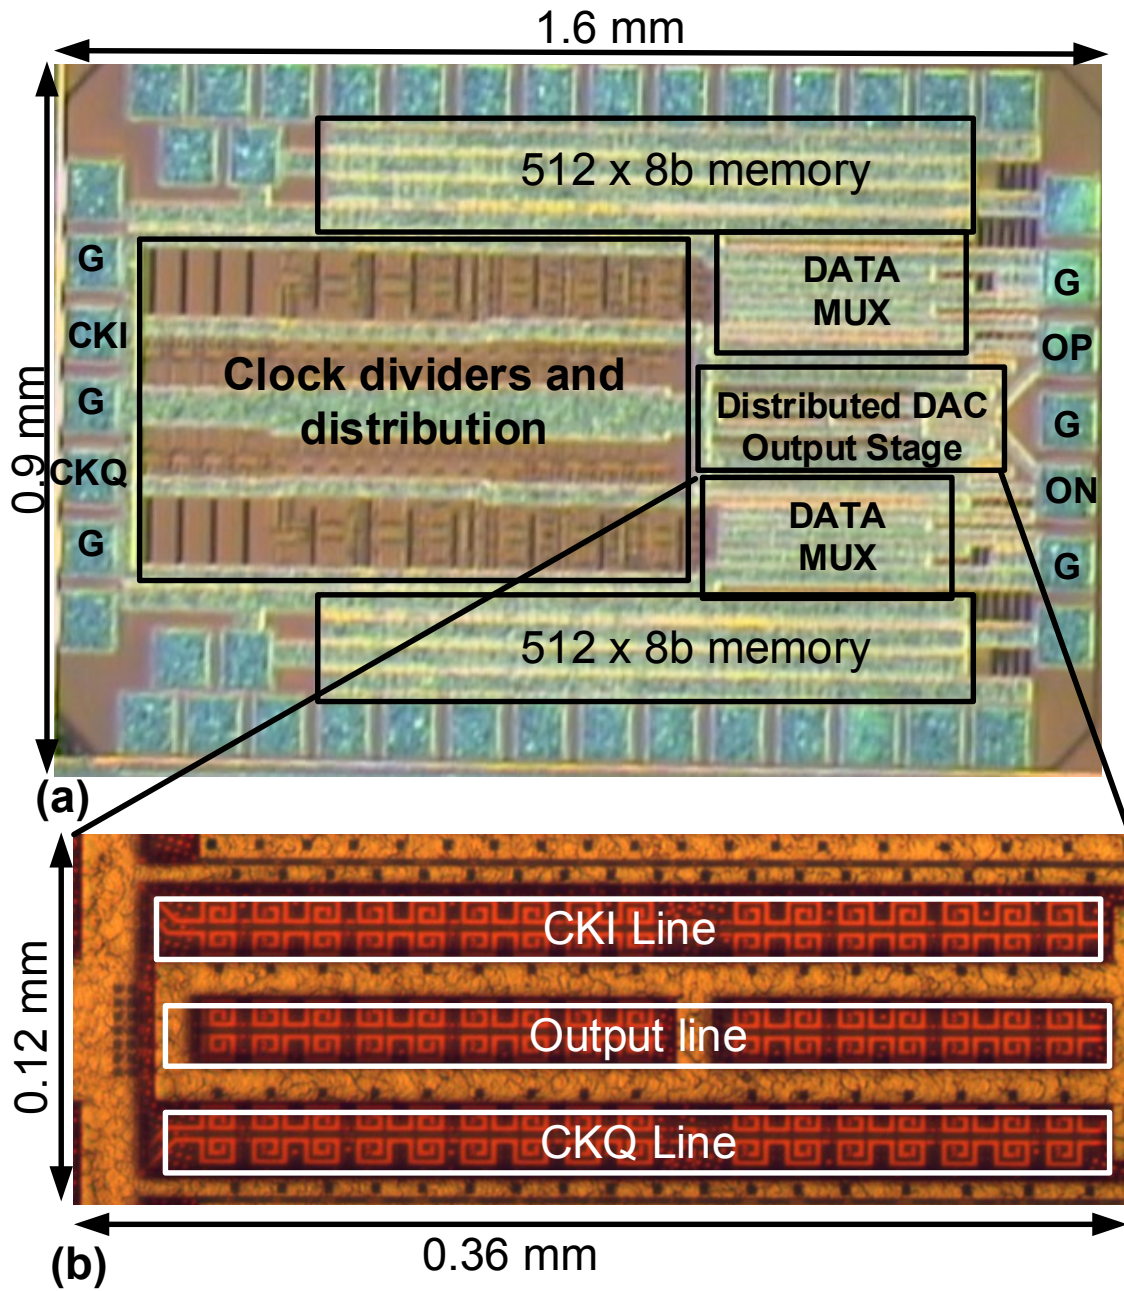 1.6 mm
0.9 mm
512 x 8b memory
G
CKI
G
CKQ
G
Clock dividers and
distribution
DATA
MUX
Distributed DAC
Output Stage
DATA
MUX
G
OP
G
ON
G
512 x 8b memory
(a)
0.12 mm
CKI Line
Output line
CKQ Line
0.36 mm
(b)